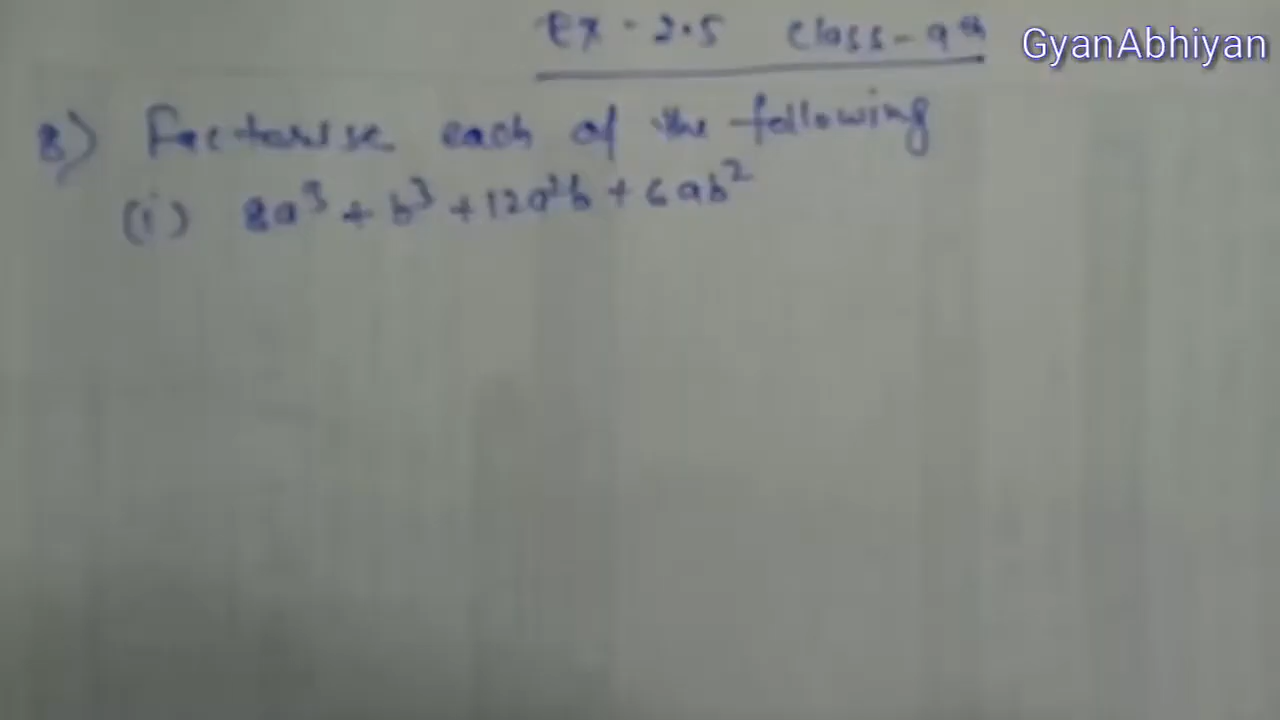 Ex - 2.5 Class - 9th
GyanAbhiyan
8) Factorise each of the following
(i) 8a³ + b³ + 12a²b + 6ab²